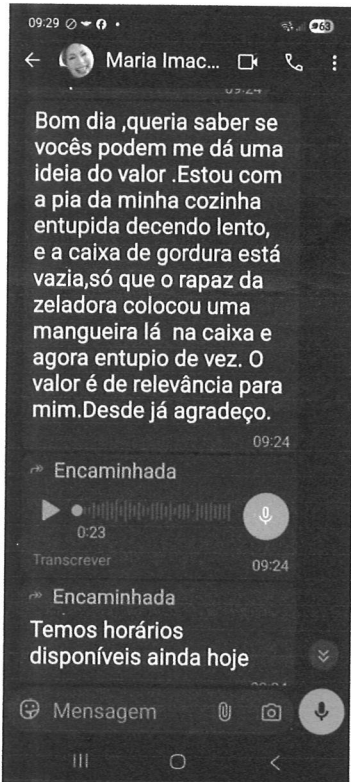 09:29
63
Maria Imac...
09:24
Bom dia ,queria saber se
vocês podem me dá uma
ideia do valor .Estou com
a pia da minha cozinha
entupida decendo lento,
e a caixa de gordura está
vazia,só que o rapaz da
zeladora colocou uma
mangueira lá na caixa e
agora entupio de vez. O
valor é de relevância para
mim.Desde já agradeço.
09:24
Encaminhada
0:23
Transcrever
09:24
Encaminhada
Temos horários
disponíveis ainda hoje
Mensagem